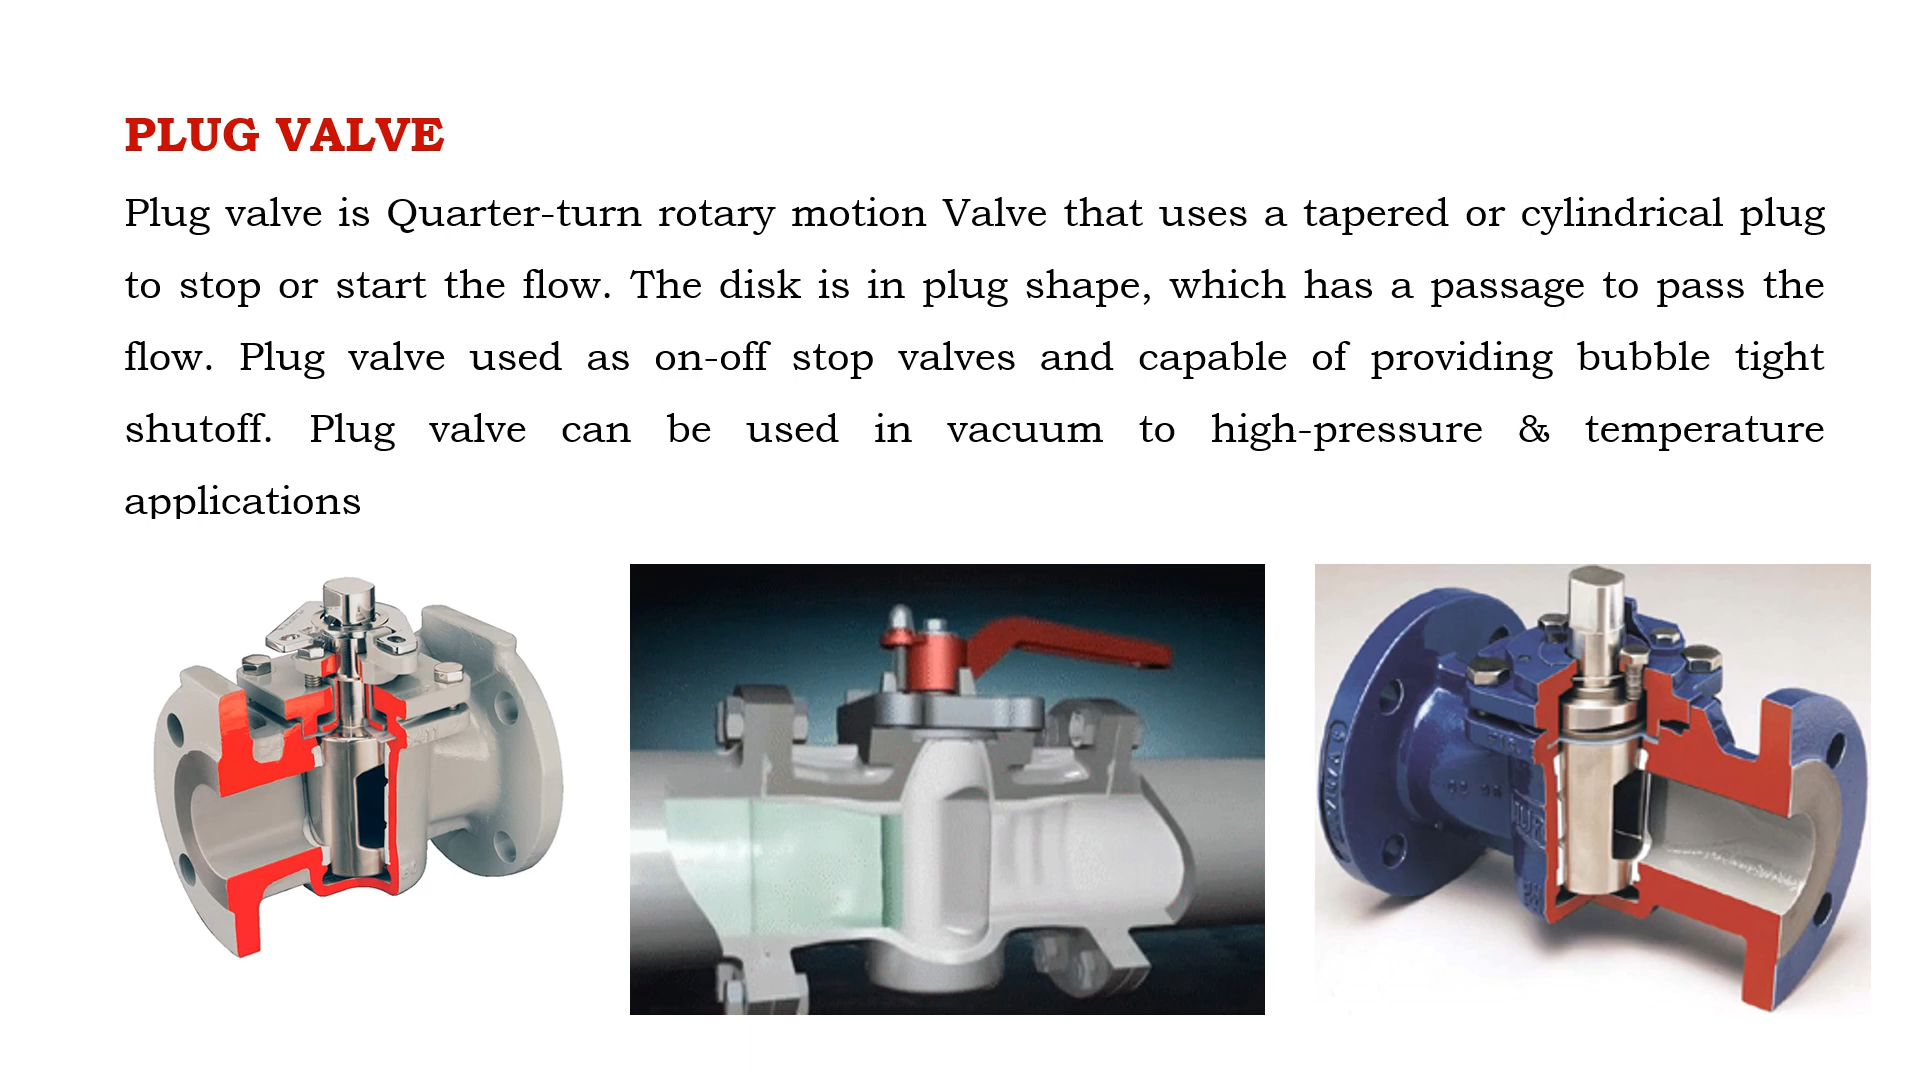 PLUG VALVE
Plug valve is Quarter-turn rotary motion Valve that uses a tapered or cylindrical plug
to stop or start the flow. The disk is in plug shape, which has a passage to pass the
flow. Plug valve used as on-off stop valves and capable of providing bubble tight
shutoff. Plug valve can be used in vacuum to high-pressure & temperature
applications